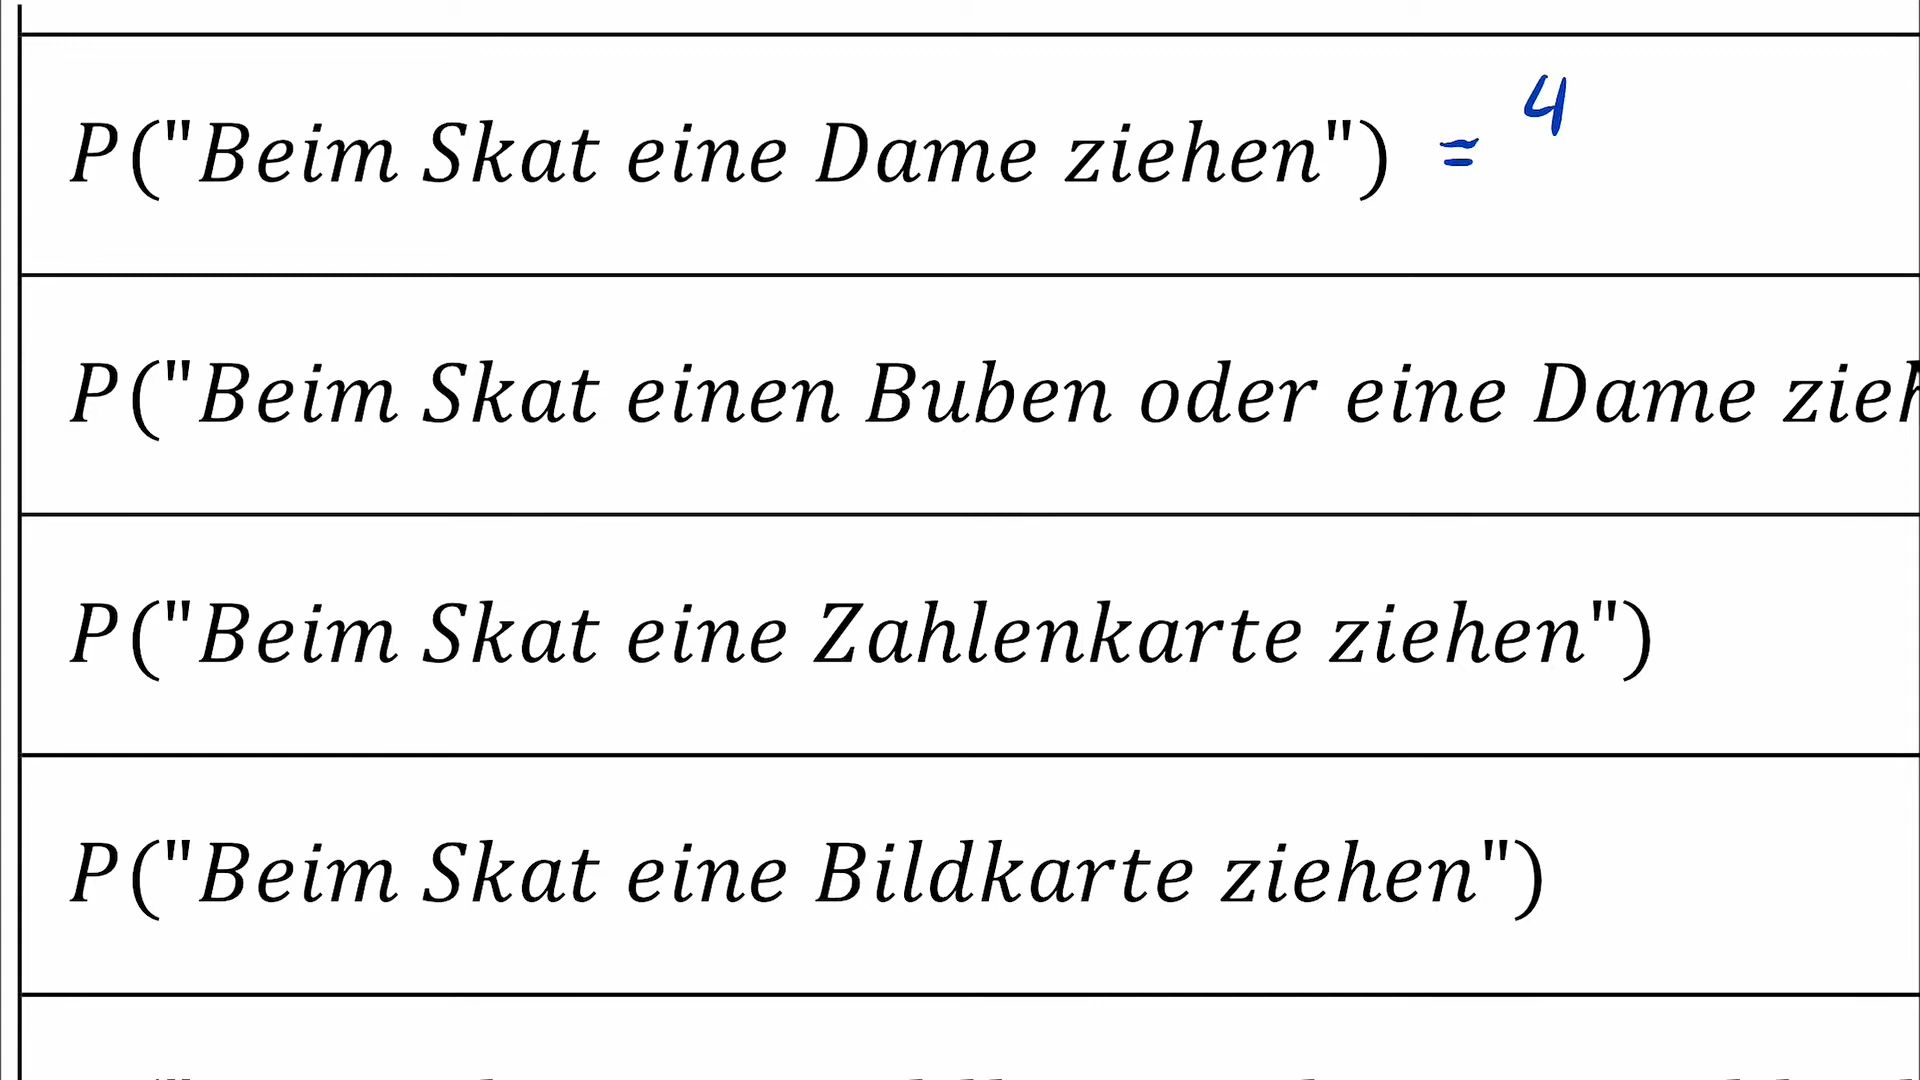 P("Beim Skat eine Dame ziehen") = 4
P("Beim Skat einen Buben oder eine Dame zieh
P("Beim Skat eine Zahlenkarte ziehen")
P("Beim Skat eine Bildkarte ziehen")